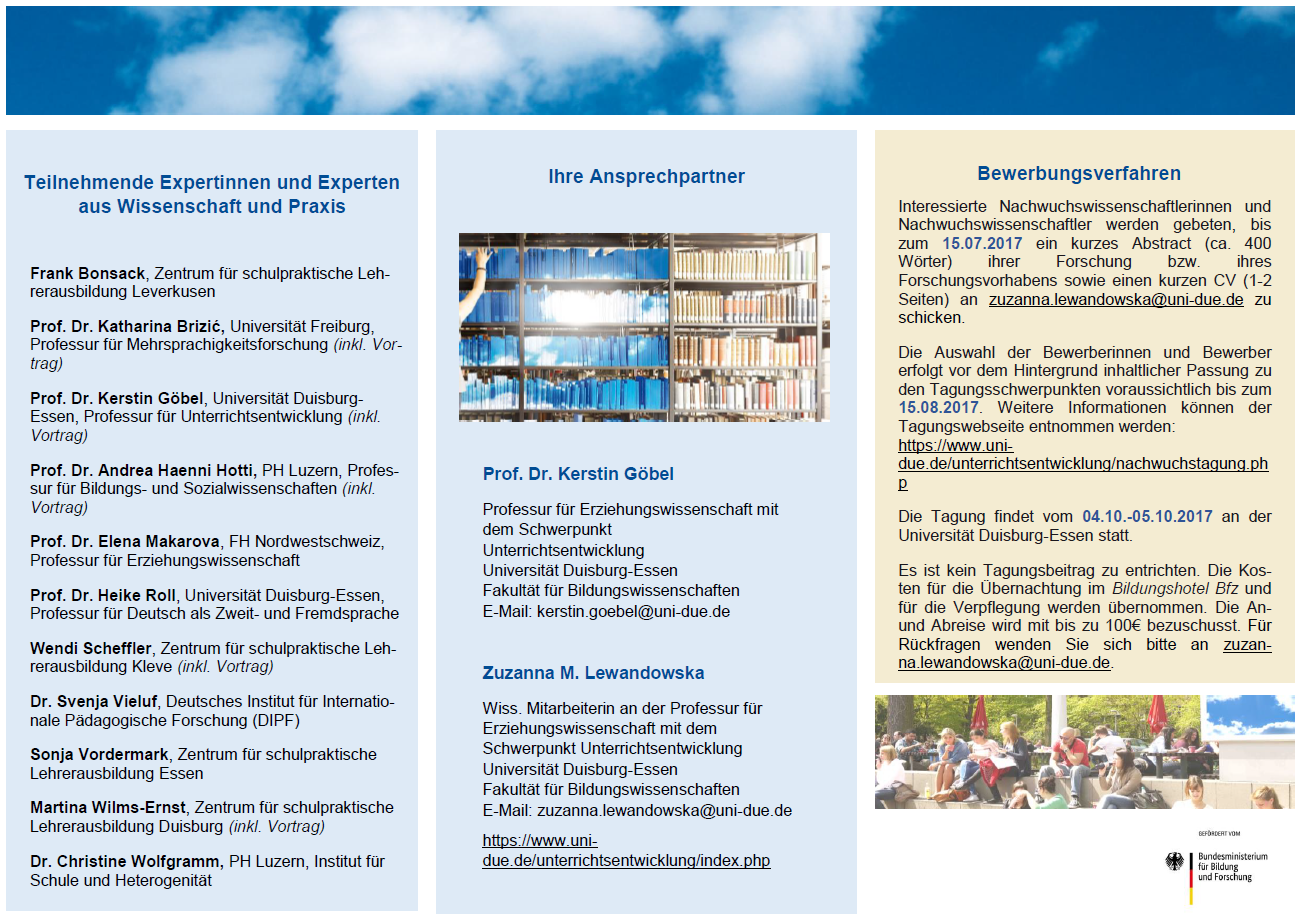 Teilnehmende Expertinnen und Experten
aus Wissenschaft und Praxis
Frank Bonsack, Zentrum für schulpraktische Leh-
rerausbildung Leverkusen
Prof. Dr. Katharina Brizić, Universität Freiburg,
Professur für Mehrsprachigkeitsforschung (inkl. Vor-
trag)
Prof. Dr. Kerstin Göbel, Universität Duisburg-
Essen, Professur für Unterrichtsentwicklung (inkl.
Vortrag)
Prof. Dr. Andrea Haenni Hotti, PH Luzern, Profes-
sur für Bildungs- und Sozialwissenschaften (inkl.
Vortrag)
Prof. Dr. Elena Makarova, FH Nordwestschweiz,
Professur für Erziehungswissenschaft
Prof. Dr. Heike Roll, Universität Duisburg-Essen,
Professur für Deutsch als Zweit- und Fremdsprache
Wendi Scheffler, Zentrum für schulpraktische Leh-
rerausbildung Kleve (inkl. Vortrag)
Dr. Svenja Vieluf, Deutsches Institut für Internatio-
nale Pädagogische Forschung (DIPF)
Sonja Vordermark, Zentrum für schulpraktische
Lehrerausbildung Essen
Martina Wilms-Ernst, Zentrum für schulpraktische
Lehrerausbildung Duisburg (inkl. Vortrag)
Dr. Christine Wolfgramm, PH Luzern, Institut für
Schule und Heterogenität
Ihre Ansprechpartner
Prof. Dr. Kerstin Göbel
Professur für Erziehungswissenschaft mit
dem Schwerpunkt
Unterrichtsentwicklung
Universität Duisburg-Essen
Fakultät für Bildungswissenschaften
E-Mail: kerstin.goebel@uni-due.de
Zuzanna M. Lewandowska
Wiss. Mitarbeiterin an der Professur für
Erziehungswissenschaft mit dem
Schwerpunkt Unterrichtsentwicklung
Universität Duisburg-Essen
Fakultät für Bildungswissenschaften
E-Mail: zuzanna.lewandowska@uni-due.de
https://www.uni-
due.de/unterrichtsentwicklung/index.php
Bewerbungsverfahren
Interessierte Nachwuchswissenschaftlerinnen und
Nachwuchswissenschaftler werden gebeten, bis
zum 15.07.2017 ein kurzes Abstract (ca. 400
Wörter) ihrer Forschung bzw. ihres
Forschungsvorhabens sowie einen kurzen CV (1-2
Seiten) an zuzanna.lewandowska@uni-due.de zu
schicken.
Die Auswahl der Bewerberinnen und Bewerber
erfolgt vor dem Hintergrund inhaltlicher Passung zu
den Tagungsschwerpunkten voraussichtlich bis zum
15.08.2017. Weitere Informationen können der
Tagungswebseite entnommen werden:
https://www.uni-
due.de/unterrichtsentwicklung/nachwuchstagung.ph
p
Die Tagung findet vom 04.10.-05.10.2017 an der
Universität Duisburg-Essen statt.
Es ist kein Tagungsbeitrag zu entrichten. Die Kos-
ten für die Übernachtung im Bildungshotel Bfz und
für die Verpflegung werden übernommen. Die An-
und Abreise wird mit bis zu 100€ bezuschusst. Für
Rückfragen wenden Sie sich bitte an zuzan-
na.lewandowska@uni-due.de.
GEFÖRDERT VOM
Bundesministerium
für Bildung
und Forschung